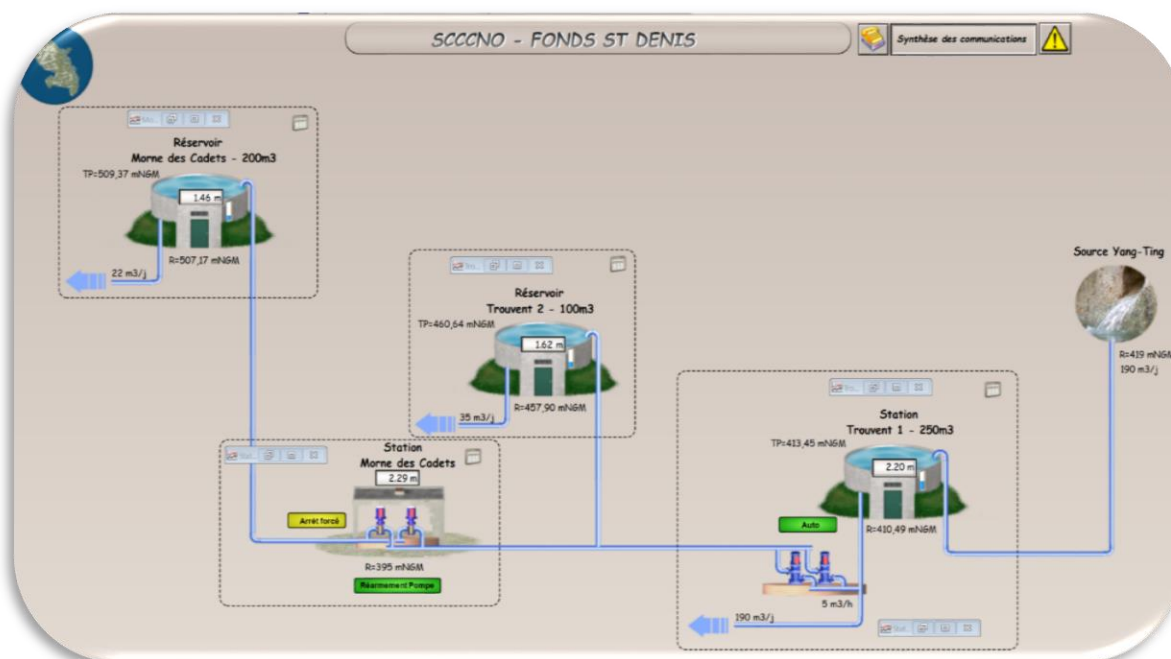 SCCCNO - FONDS ST DENIS
Synthèse des communications
Réservoir
Morne des Cadets - 200m3
TP=509,37 mNGM
1.46 m
R=507,17 mNGM
22 m3/j
Réservoir
Trouvent 2 - 100m3
TP=460,64 mNGM
1.62 m
R=457,90 mNGM
35 m3/j
Source Yang-Ting
R=419 mNGM
190 m3/j
Station
Trouvent 1 - 250m3
TP=413,45 mNGM
2.20 m
R=410,49 mNGM
Auto
5 m3/h
190 m3/j
Station
Morne des Cadets
2.29 m
Arrêt forcé
R=395 mNGM
Réarmement Pompe